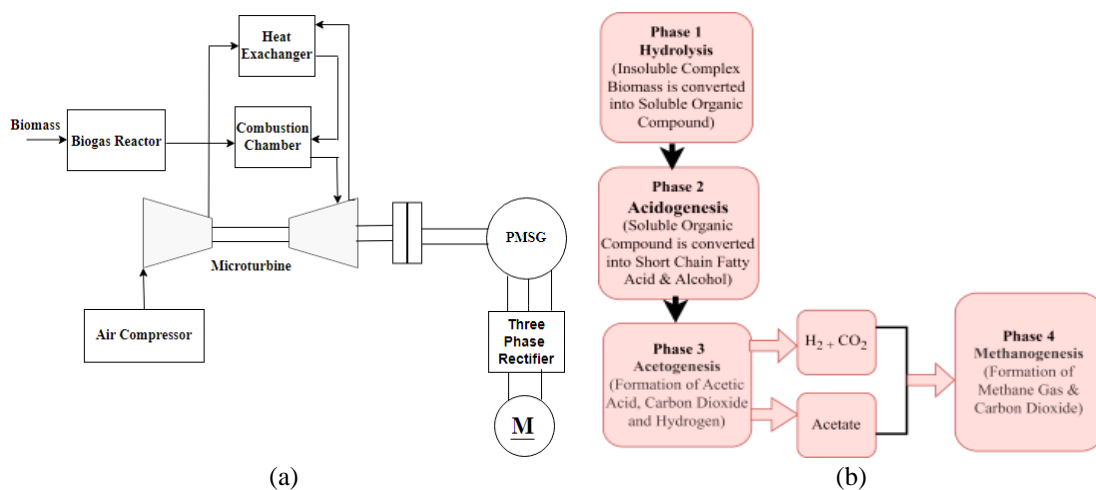 Heat
Exachanger
Biomass
Biogas Reactor
Combustion
Chamber
Microturbine
PMSG
Air Compressor
Three
Phase
Rectifier
M
(a)
Phase 1
Hydrolysis
(Insoluble Complex
Biomass is converted
into Soluble Organic
Compound)
Phase 2
Acidogenesis
(Soluble Organic
Compound is converted
into Short Chain Fatty
Acid & Alcohol)
Phase 3
Acetogenesis
(Formation of Acetic
Acid, Carbon Dioxide
and Hydrogen)
H2 + CO2
Acetate
Phase 4
Methanogenesis
(Formation of
Methane Gas &
Carbon Dioxide)
(b)